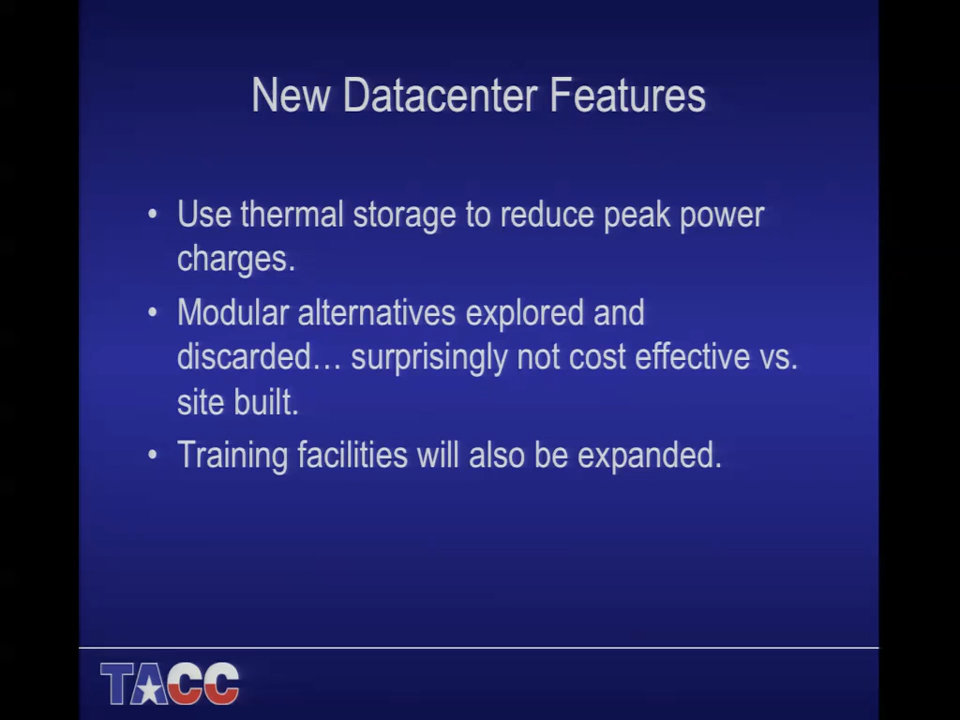 New Datacenter Features
• Use thermal storage to reduce peak power
charges.
• Modular alternatives explored and
discarded… surprisingly not cost effective vs.
site built.
• Training facilities will also be expanded.
TACC